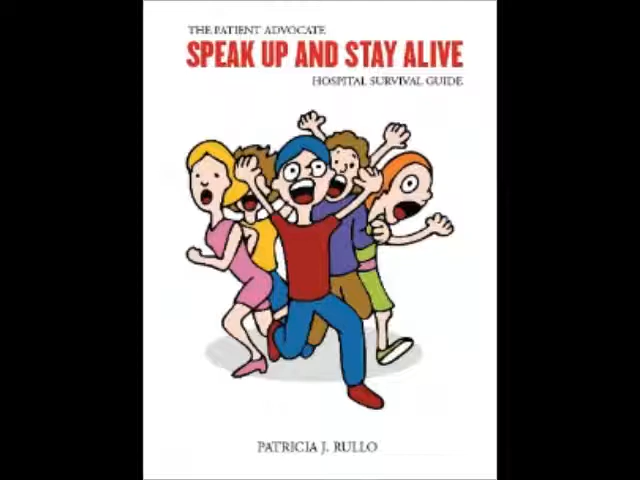 THE PATIENT ADVOCATE
SPEAK UP AND STAY ALIVE
HOSPITAL SURVIVAL GUIDE
PATRICIA J. RULLO